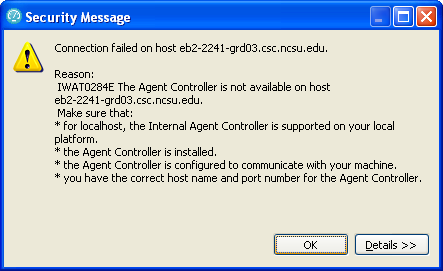 Security Message
Connection failed on host eb2-2241-grd03.csc.ncsu.edu.
Reason:
IWAT0284E The Agent Controller is not available on host
eb2-2241-grd03.csc.ncsu.edu.
Make sure that:
* for localhost, the Internal Agent Controller is supported on your local
platform.
* the Agent Controller is installed.
* the Agent Controller is configured to communicate with your machine.
* you have the correct host name and port number for the Agent Controller.
OK
Details >>